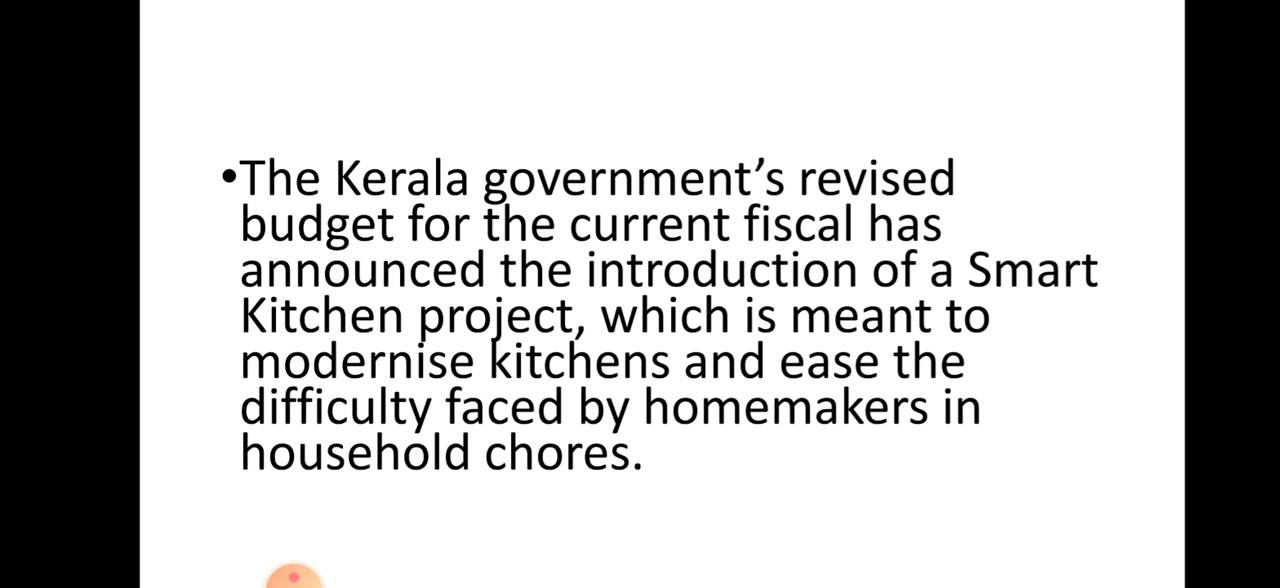 •The Kerala government’s revised
budget for the current fiscal has
announced the introduction of a Smart
Kitchen project, which is meant to
modernise kitchens and ease the
difficulty faced by homemakers in
household chores.